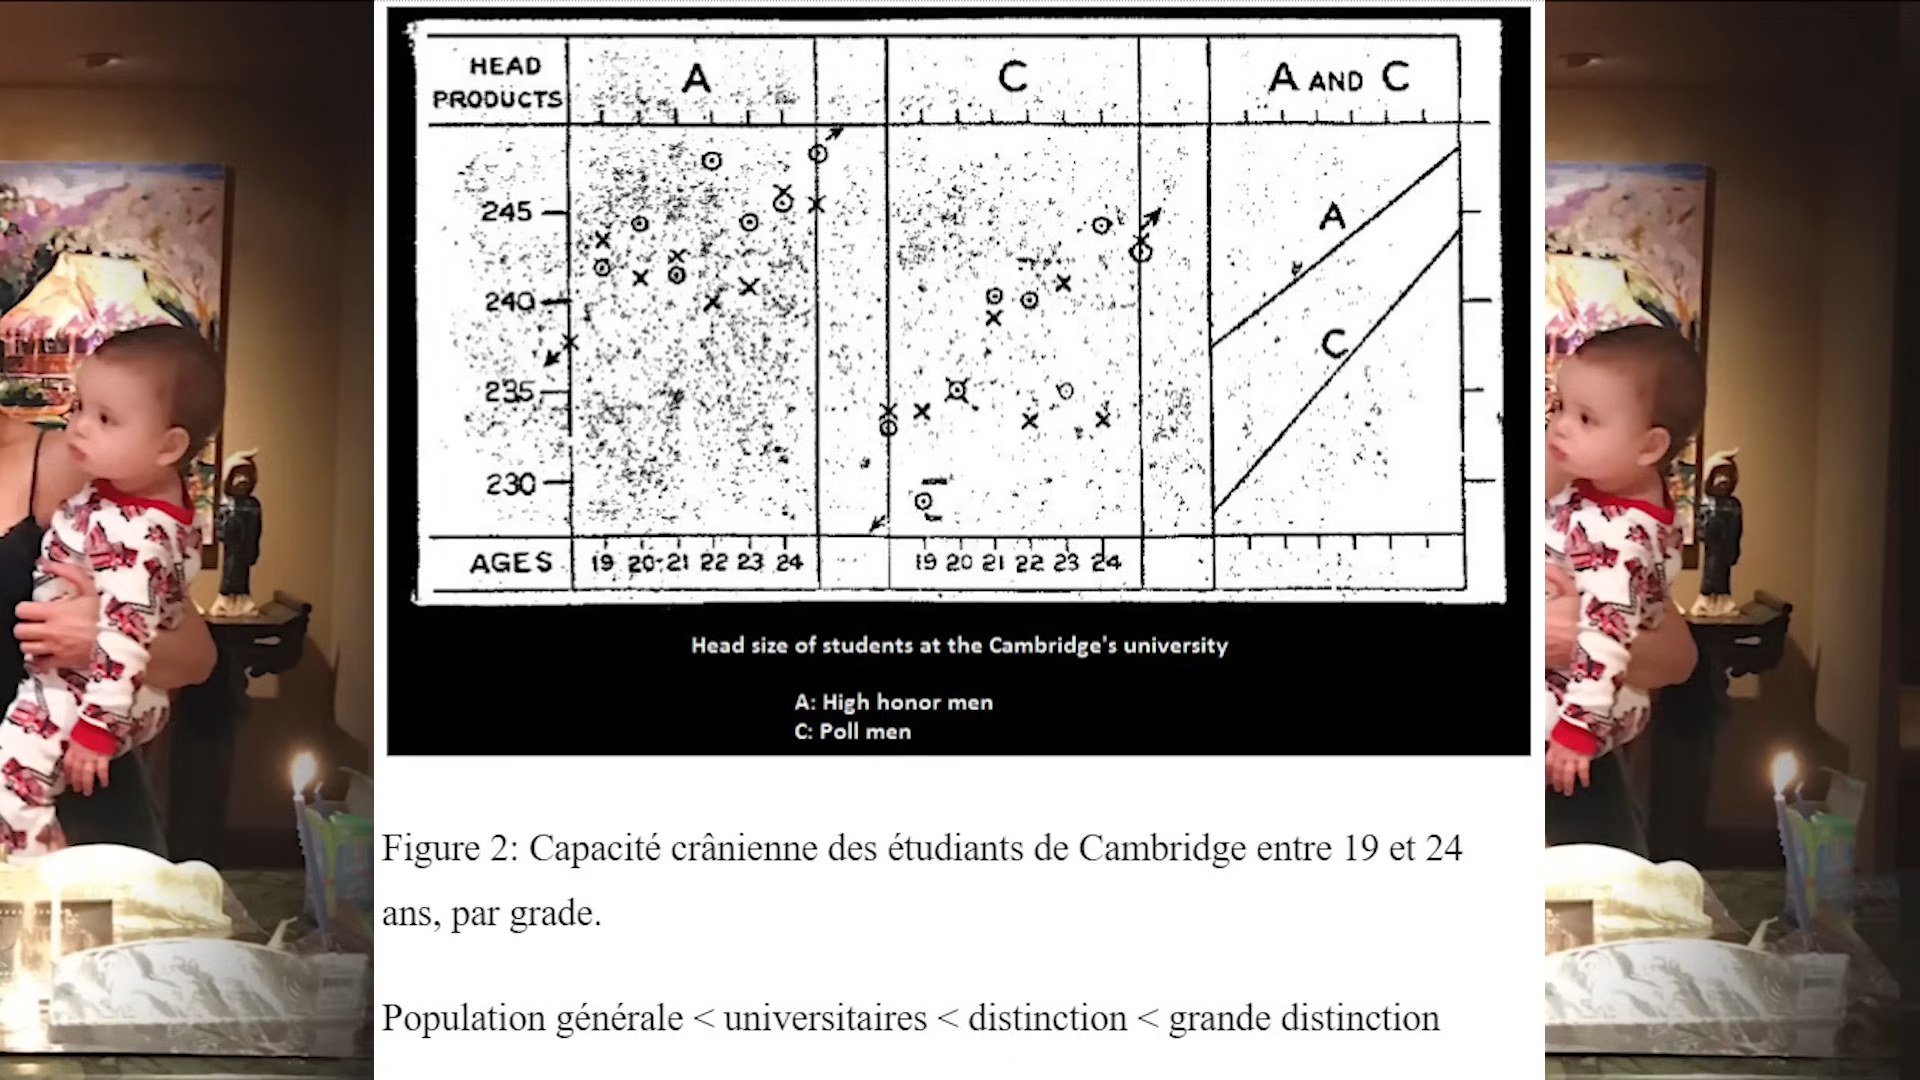 HEAD PRODUCTS
A
C
A AND C
245
240
235
230
A
C
AGES
19 20 21 22 23 24
19 20 21 22 23 24
Head size of students at the Cambridge's university
A: High honor men
C: Poll men
Figure 2: Capacité crânienne des étudiants de Cambridge entre 19 et 24
ans, par grade.
Population générale < universitaires < distinction < grande distinction